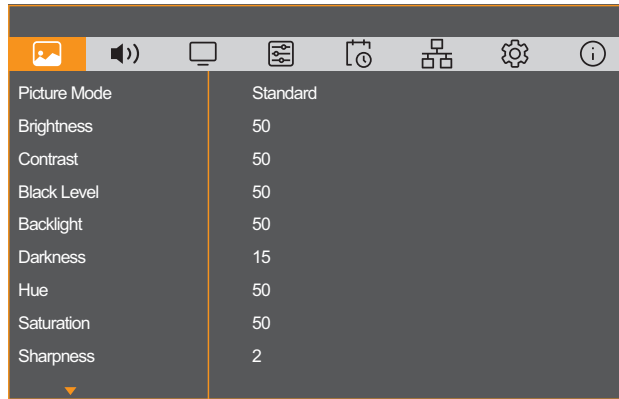 Picture Mode Standard
Brightness 50
Contrast 50
Black Level 50
Backlight 50
Darkness 15
Hue 50
Saturation 50
Sharpness 2